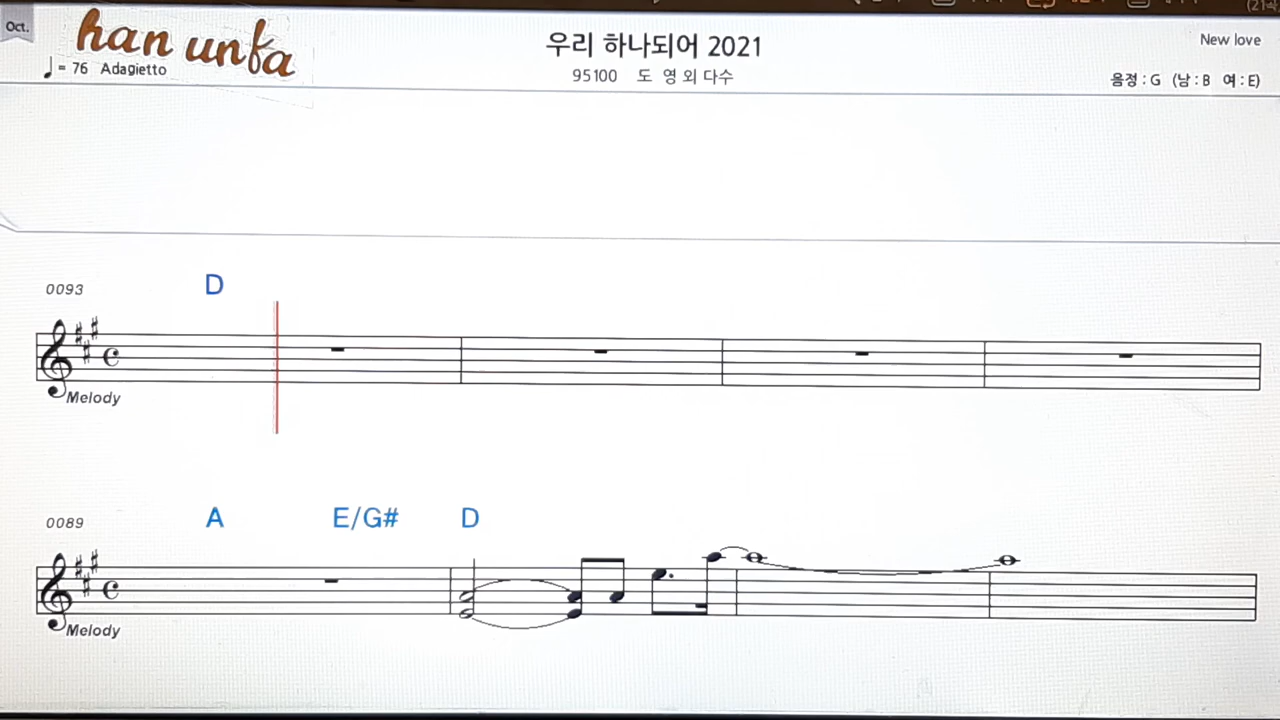 Oct.
han unfa
♩ = 76 Adagietto
우리 하나되어 2021
95100 도 영 외 다수
New love
음정 : G (남 : B 여 : E)
0093
D
Melody
0089
A E/G# D
Melody